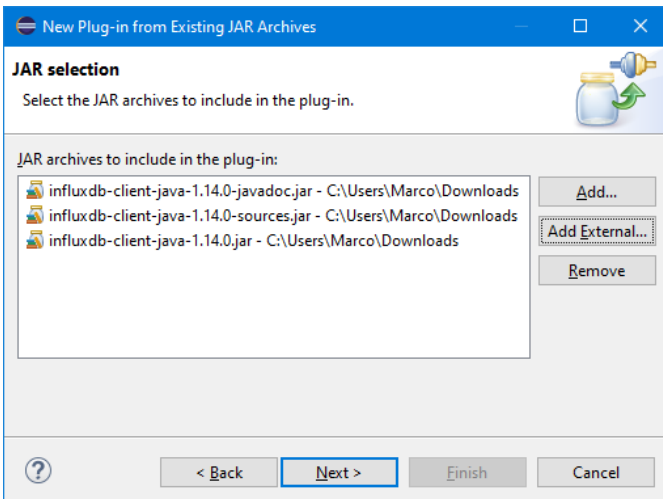 New Plug-in from Existing JAR Archives
JAR selection
Select the JAR archives to include in the plug-in.
JAR archives to include in the plug-in:
influxdb-client-java-1.14.0-javadoc.jar - C:\Users\Marco\Downloads
influxdb-client-java-1.14.0-sources.jar - C:\Users\Marco\Downloads
influxdb-client-java-1.14.0.jar - C:\Users\Marco\Downloads
Add...
Add External...
Remove
?
< Back
Next >
Finish
Cancel